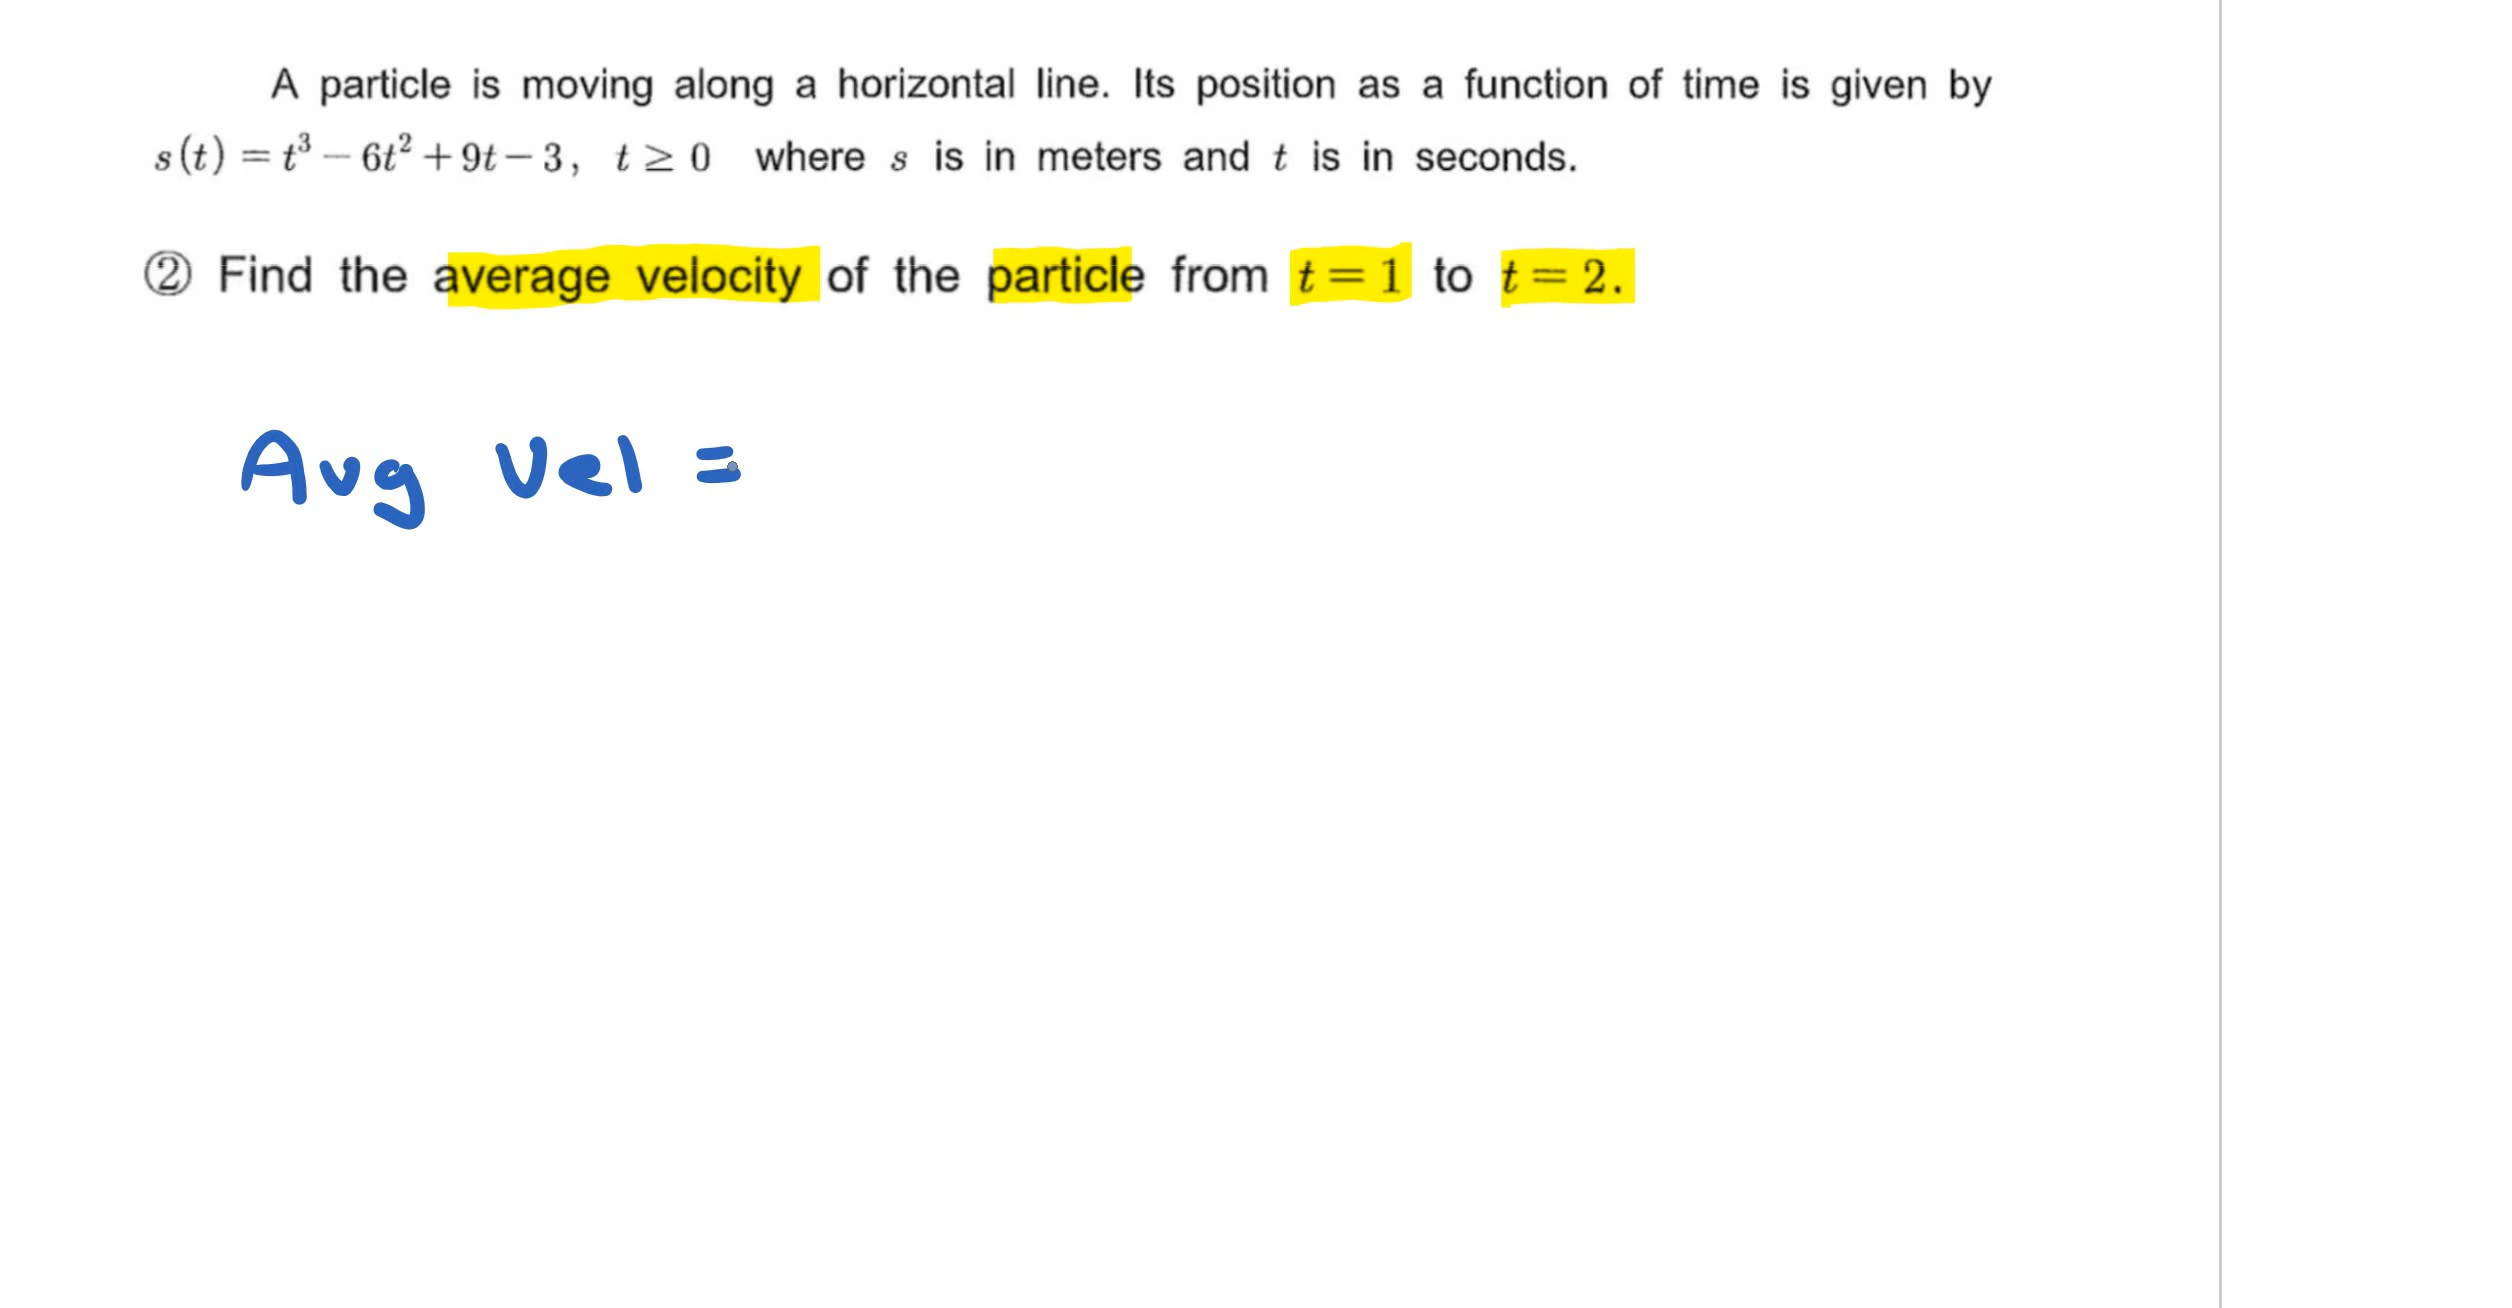 A particle is moving along a horizontal line. Its position as a function of time is given by
s(t) = t³ − 6t² + 9t − 3, t ≥ 0 where s is in meters and t is in seconds.
② Find the average velocity of the particle from t = 1 to t = 2.
Avg Vel =